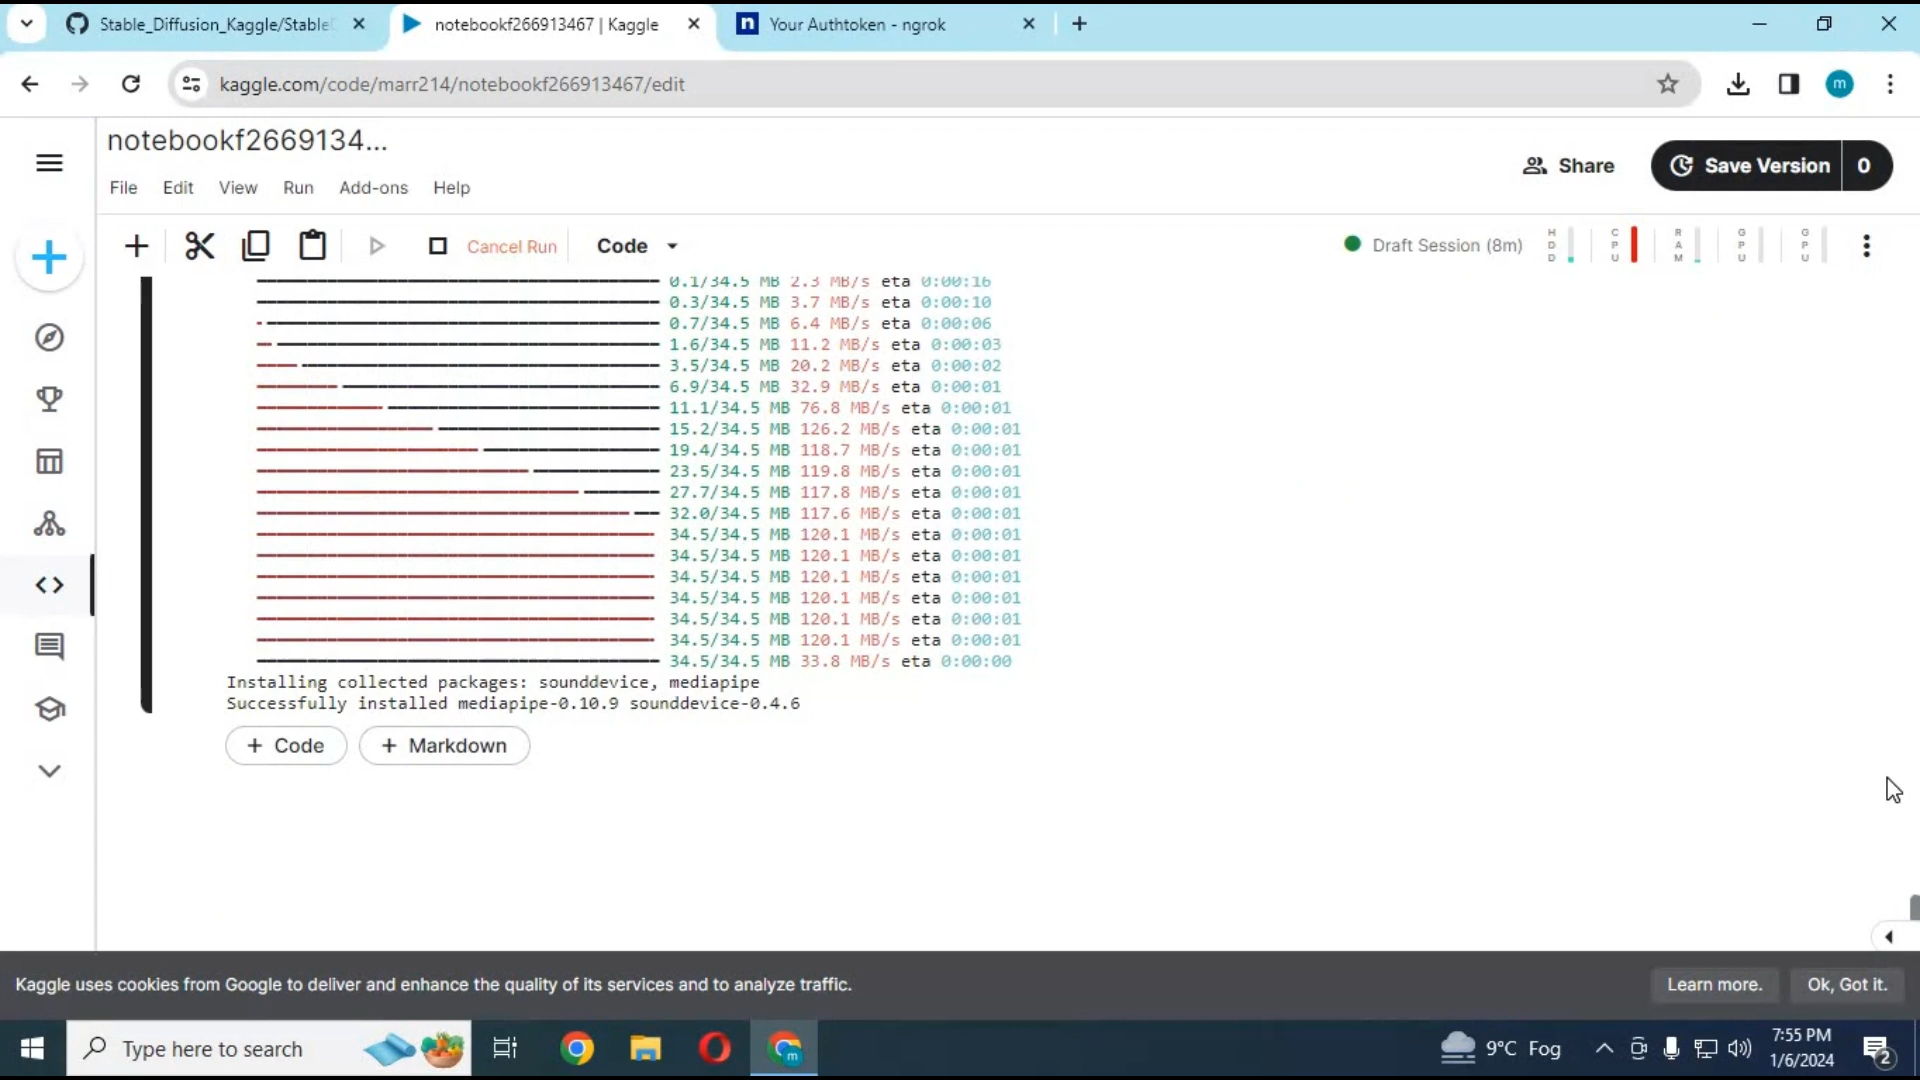 Stable_Diffusion_Kaggle/Stable
notebookf266913467 | Kaggle
n Your Authtoken - ngrok
kaggle.com/code/marr214/notebookf266913467/edit
m
notebookf2669134...
Share
Save Version 0
File Edit View Run Add-ons Help
Cancel Run
Code
Draft Session (8m)
HDD CPU RAM GPU GPU
0.1/34.5 MB 2.3 MB/s eta 0:00:16
0.3/34.5 MB 3.7 MB/s eta 0:00:10
0.7/34.5 MB 6.4 MB/s eta 0:00:06
1.6/34.5 MB 11.2 MB/s eta 0:00:03
3.5/34.5 MB 20.2 MB/s eta 0:00:02
6.9/34.5 MB 32.9 MB/s eta 0:00:01
11.1/34.5 MB 76.8 MB/s eta 0:00:01
15.2/34.5 MB 126.2 MB/s eta 0:00:01
19.4/34.5 MB 118.7 MB/s eta 0:00:01
23.5/34.5 MB 119.8 MB/s eta 0:00:01
27.7/34.5 MB 117.8 MB/s eta 0:00:01
32.0/34.5 MB 117.6 MB/s eta 0:00:01
34.5/34.5 MB 120.1 MB/s eta 0:00:01
34.5/34.5 MB 120.1 MB/s eta 0:00:01
34.5/34.5 MB 120.1 MB/s eta 0:00:01
34.5/34.5 MB 120.1 MB/s eta 0:00:01
34.5/34.5 MB 120.1 MB/s eta 0:00:01
34.5/34.5 MB 120.1 MB/s eta 0:00:01
34.5/34.5 MB 33.8 MB/s eta 0:00:00
Installing collected packages: sounddevice, mediapipe
Successfully installed mediapipe-0.10.9 sounddevice-0.4.6
+ Code + Markdown
Kaggle uses cookies from Google to deliver and enhance the quality of its services and to analyze traffic.
Learn more.
Ok, Got it.
Type here to search
m
9°C Fog
7:55 PM
1/6/2024
2